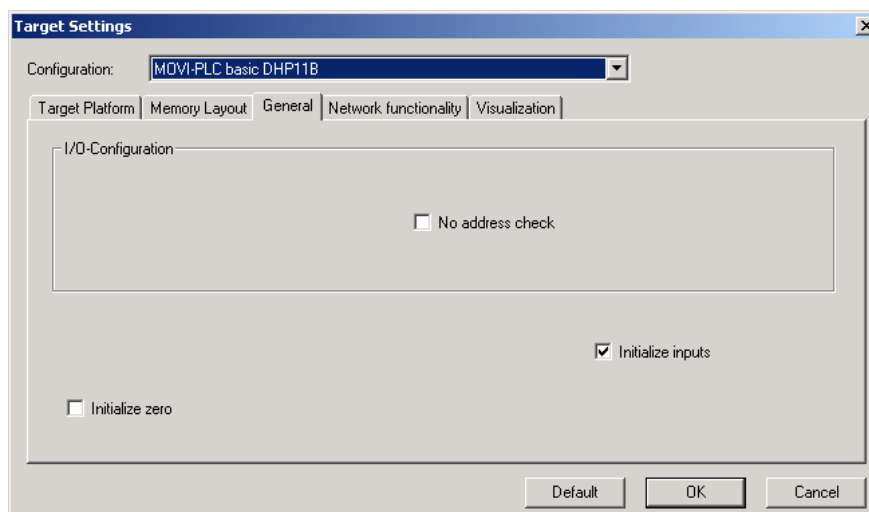 Target Settings
Configuration: MOVI-PLC basic DHP11B
Target Platform Memory Layout General Network functionality Visualization
I/O-Configuration
No address check
Initialize inputs
Initialize zero
Default OK Cancel